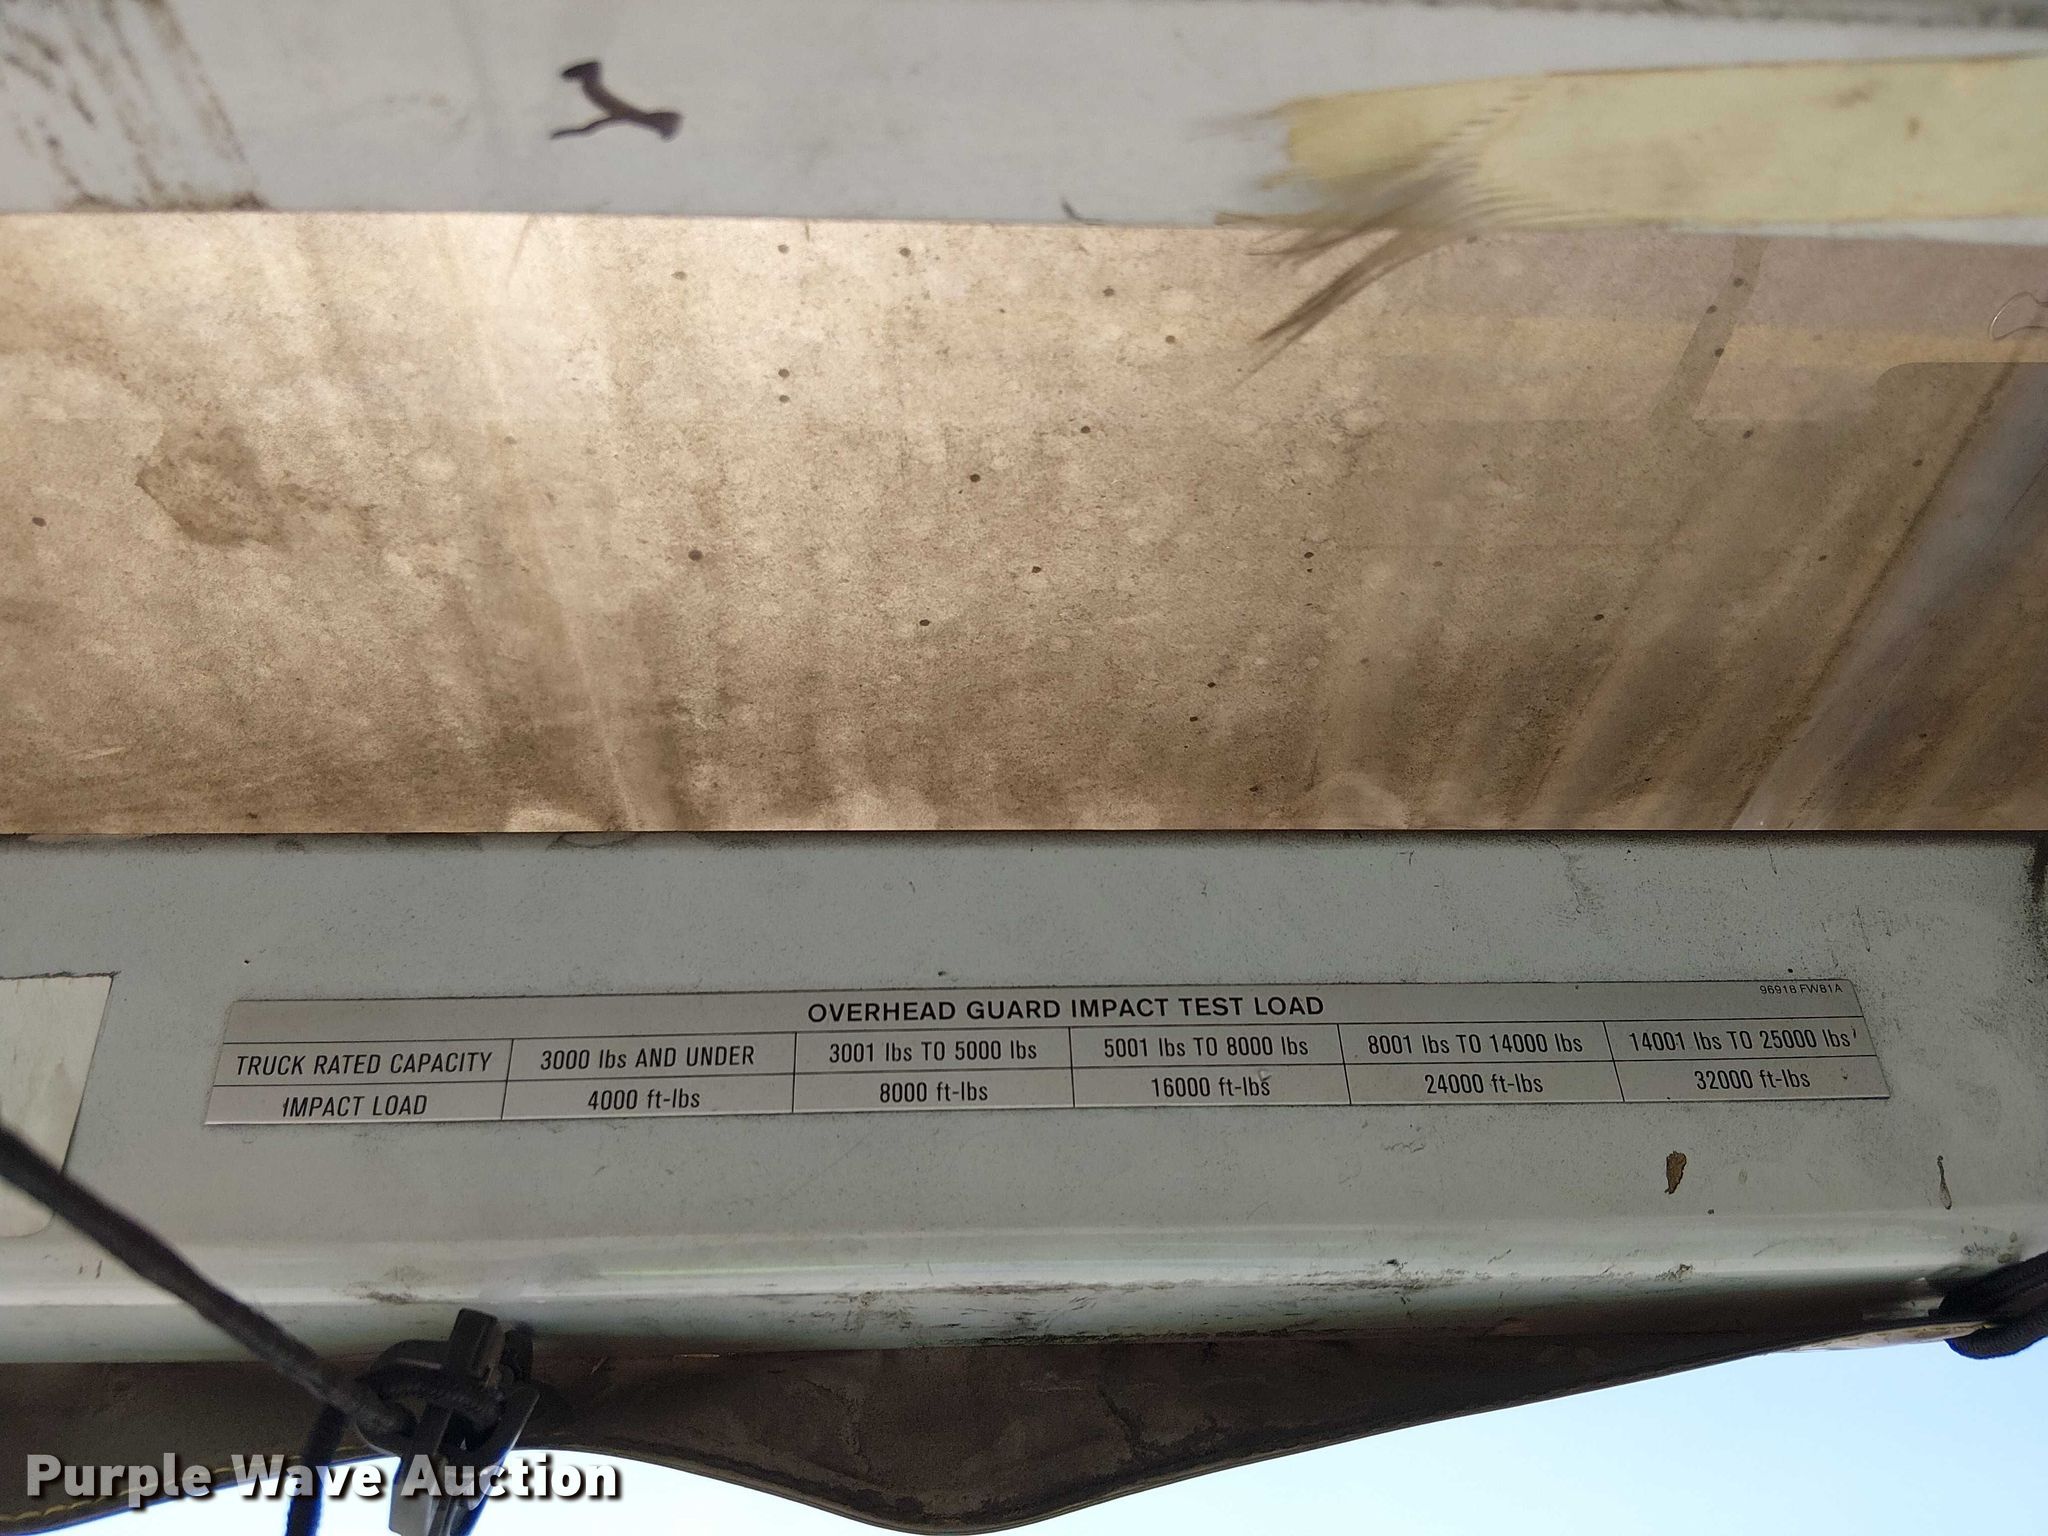 96918 FW81A
OVERHEAD GUARD IMPACT TEST LOAD
TRUCK RATED CAPACITY 3000 lbs AND UNDER 3001 lbs TO 5000 lbs 5001 lbs TO 8000 lbs 8001 lbs TO 14000 lbs 14001 lbs TO 25000 lbs
IMPACT LOAD 4000 ft-lbs 8000 ft-lbs 16000 ft-lbs 24000 ft-lbs 32000 ft-lbs
Purple Wave Auction